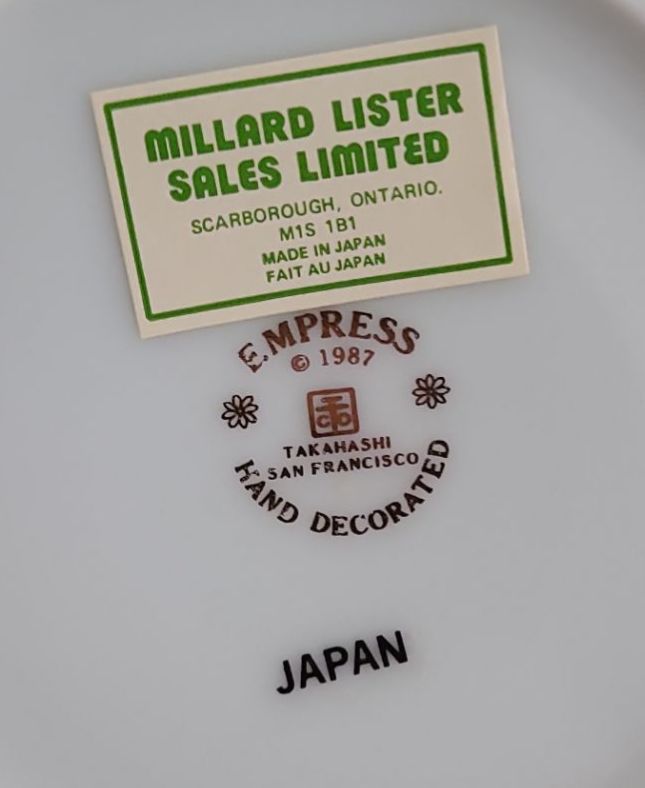 MILLARD LISTER
SALES LIMITED
SCARBOROUGH, ONTARIO.
M1S 1B1
MADE IN JAPAN
FAIT AU JAPAN
EMPRESS
© 1987
TCO
TAKAHASHI
SAN FRANCISCO
HAND DECORATED
JAPAN